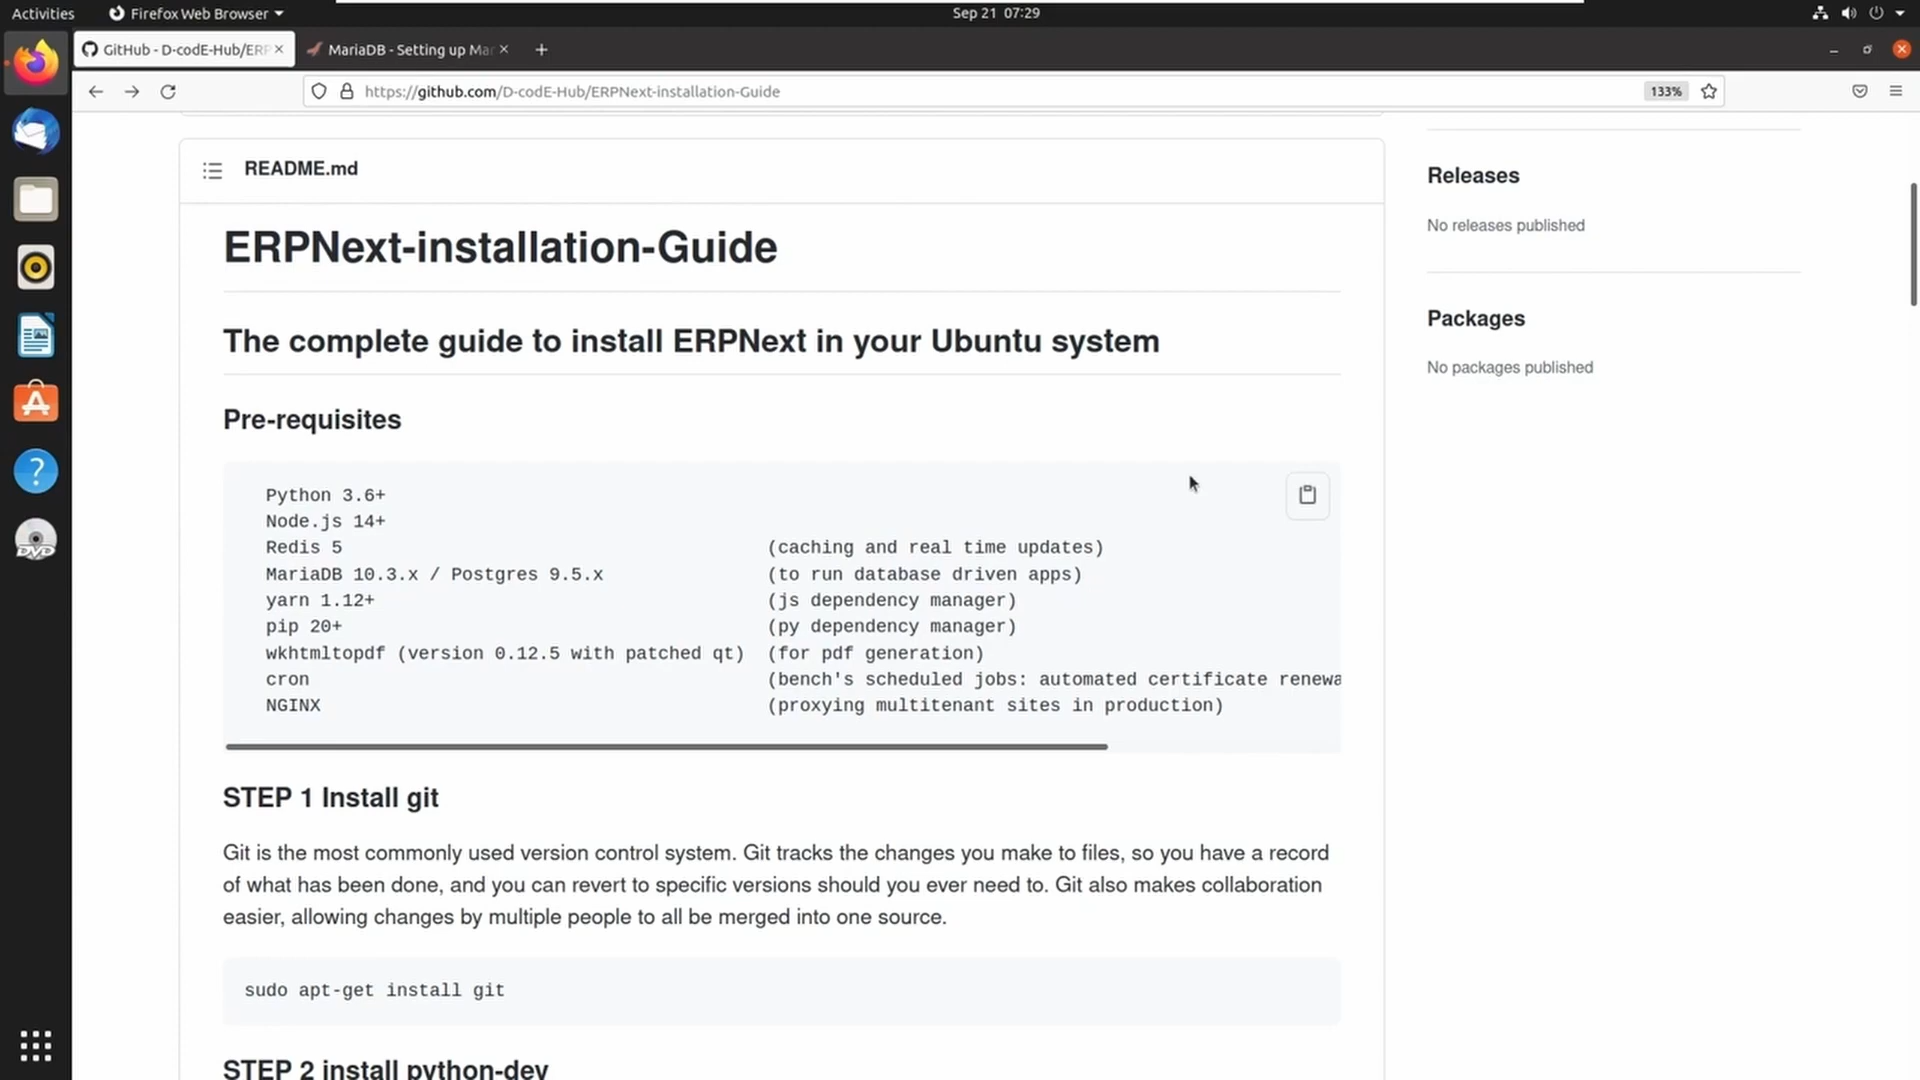 Activities
Firefox Web Browser
Sep 21 07:29
GitHub - D-codE-Hub/ERP
MariaDB - Setting up Mar
https://github.com/D-codE-Hub/ERPNext-installation-Guide
133%
README.md
ERPNext-installation-Guide
The complete guide to install ERPNext in your Ubuntu system
Pre-requisites
Python 3.6+
Node.js 14+
Redis 5 (caching and real time updates)
MariaDB 10.3.x / Postgres 9.5.x (to run database driven apps)
yarn 1.12+ (js dependency manager)
pip 20+ (py dependency manager)
wkhtmltopdf (version 0.12.5 with patched qt) (for pdf generation)
cron (bench's scheduled jobs: automated certificate renewa
NGINX (proxying multitenant sites in production)
STEP 1 Install git
Git is the most commonly used version control system. Git tracks the changes you make to files, so you have a record
of what has been done, and you can revert to specific versions should you ever need to. Git also makes collaboration
easier, allowing changes by multiple people to all be merged into one source.
sudo apt-get install git
STEP 2 install python-dev
Releases
No releases published
Packages
No packages published
DVD